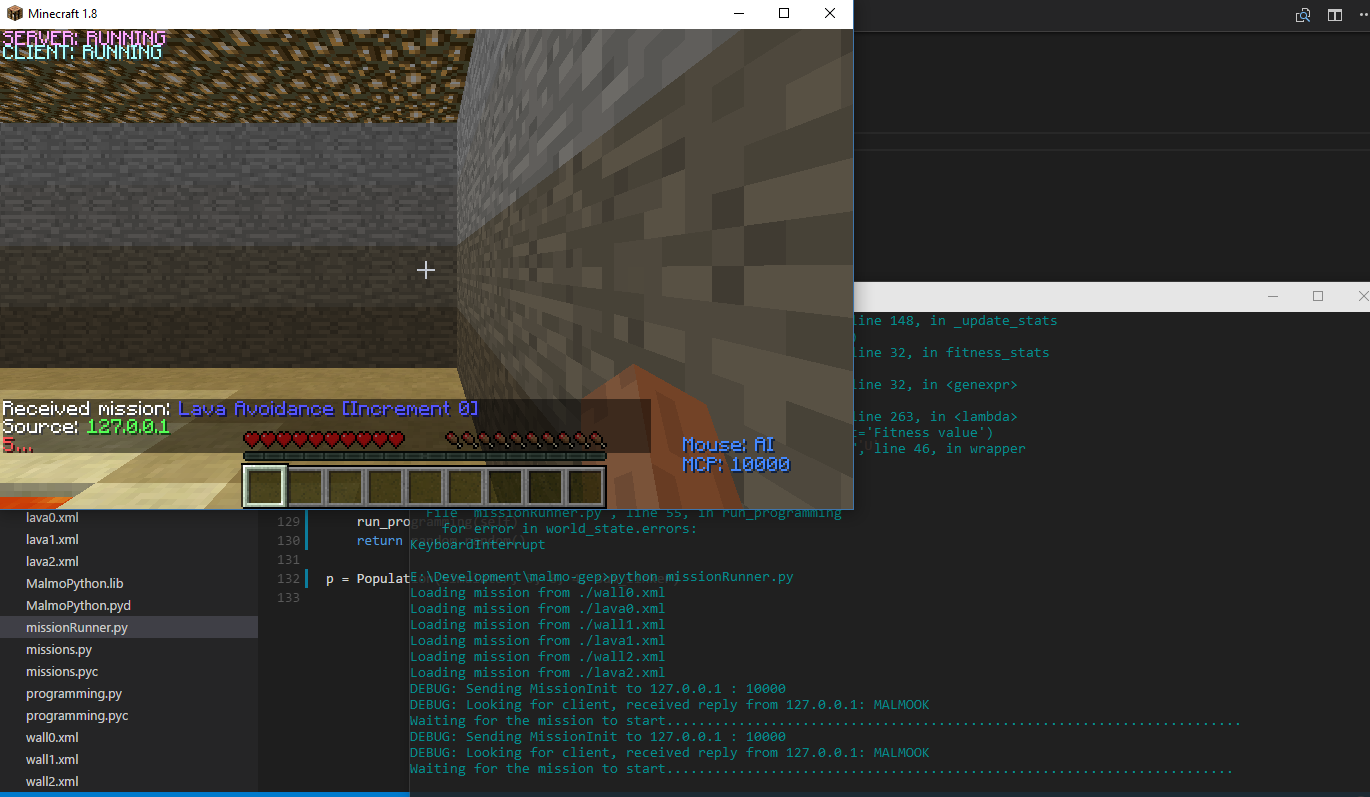 Minecraft 1.8
SERVER: RUNNING
CLIENT: RUNNING
Received mission: Lava Avoidance [Increment 0]
Source: 127.0.0.1
5...
Mouse: AI
MCP: 10000
line 148, in _update_stats
)
line 32, in fitness_stats
line 32, in <genexpr>
line 263, in <lambda>
t='Fitness value')
', line 46, in wrapper
File "missionRunner.py", line 55, in run_programming
for error in world_state.errors:
KeyboardInterrupt
E:\Development\malmo-gep>python missionRunner.py
Loading mission from ./wall0.xml
Loading mission from ./lava0.xml
Loading mission from ./wall1.xml
Loading mission from ./lava1.xml
Loading mission from ./wall2.xml
Loading mission from ./lava2.xml
DEBUG: Sending MissionInit to 127.0.0.1 : 10000
DEBUG: Looking for client, received reply from 127.0.0.1: MALMOOK
Waiting for the mission to start........................................................................
DEBUG: Sending MissionInit to 127.0.0.1 : 10000
DEBUG: Looking for client, received reply from 127.0.0.1: MALMOOK
Waiting for the mission to start.......................................................................
lava0.xml
lava1.xml
lava2.xml
MalmoPython.lib
MalmoPython.pyd
missionRunner.py
missions.py
missions.pyc
programming.py
programming.pyc
wall0.xml
wall1.xml
wall2.xml
129 run_programming(self)
130 return random.random()
131
132 p = Populat
133